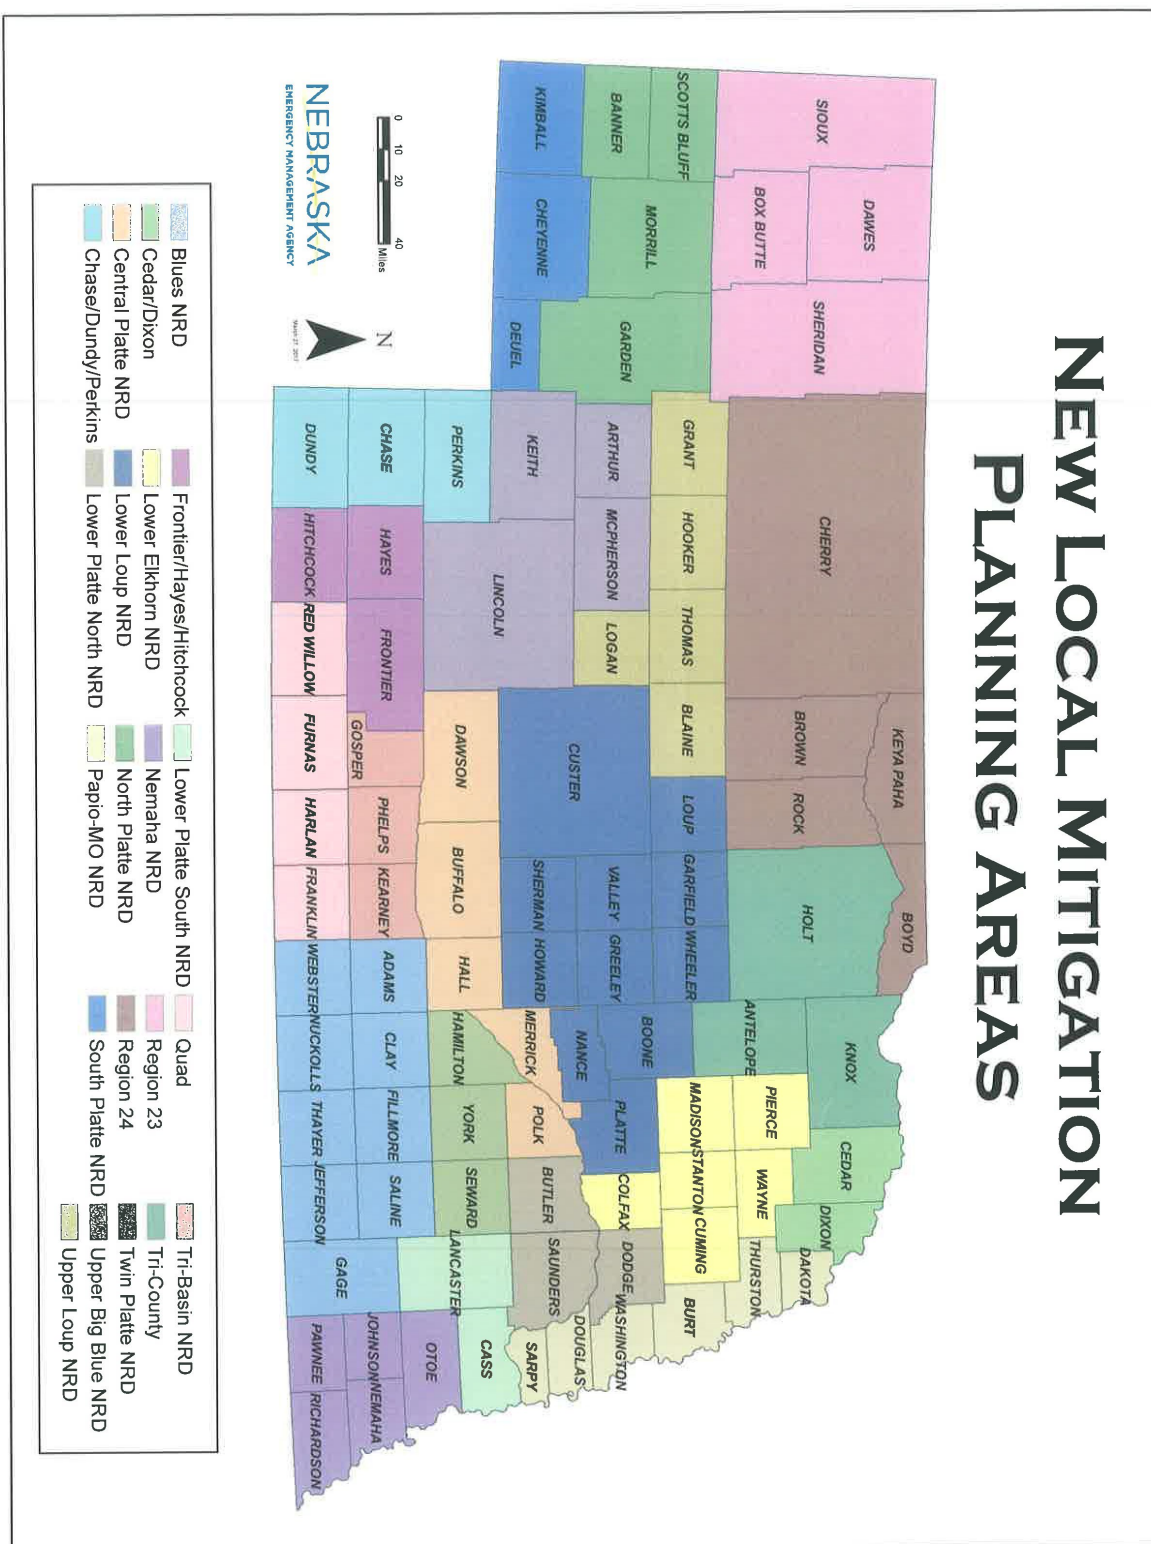 NEW LOCAL MITIGATION
PLANNING AREAS
SIOUX
DAWES
BOX BUTTE
SHERIDAN
SCOTTS BLUFF
BANNER
MORRILL
GARDEN
KIMBALL
CHEYENNE
DEUEL
CHERRY
KEYA PAHA
BROWN
ROCK
BOYD
HOLT
GRANT
HOOKER
THOMAS
BLAINE
LOUP
GARFIELD
WHEELER
ARTHUR
MCPHERSON
LOGAN
KEITH
LINCOLN
CUSTER
VALLEY
GREELEY
SHERMAN
HOWARD
KNOX
ANTELOPE
PIERCE
CEDAR
DIXON
DAKOTA
WAYNE
THURSTON
MADISON
STANTON
CUMING
BURT
BOONE
NANCE
PLATTE
COLFAX
DODGE
WASHINGTON
MERRICK
POLK
BUTLER
SAUNDERS
DOUGLAS
SARPY
PERKINS
CHASE
DUNDY
HAYES
HITCHCOCK
FRONTIER
RED WILLOW
DAWSON
BUFFALO
HALL
HAMILTON
YORK
SEWARD
LANCASTER
CASS
GOSPER
PHELPS
KEARNEY
ADAMS
CLAY
FILLMORE
SALINE
OTOE
FURNAS
HARLAN
FRANKLIN
WEBSTER
NUCKOLLS
THAYER
JEFFERSON
GAGE
JOHNSON
NEMAHA
PAWNEE
RICHARDSON
0 10 20 40
Miles
N
March 27, 2017
NEBRASKA
EMERGENCY MANAGEMENT AGENCY
Blues NRD
Cedar/Dixon
Central Platte NRD
Chase/Dundy/Perkins
Frontier/Hayes/Hitchcock
Lower Elkhorn NRD
Lower Loup NRD
Lower Platte North NRD
Lower Platte South NRD
Nemaha NRD
North Platte NRD
Papio-MO NRD
Quad
Region 23
Region 24
South Platte NRD
Tri-Basin NRD
Tri-County
Twin Platte NRD
Upper Big Blue NRD
Upper Loup NRD